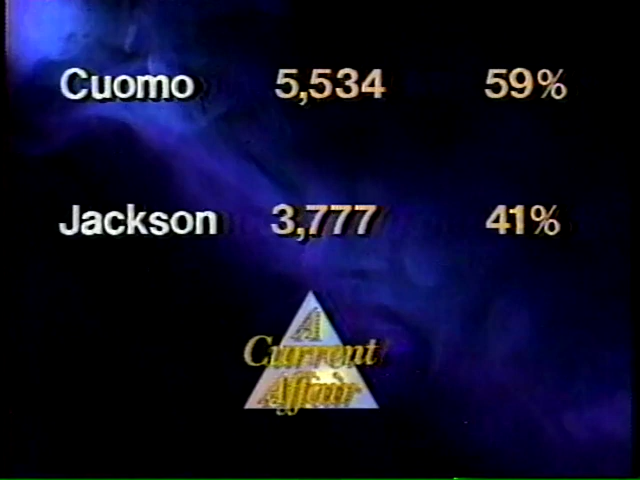 Cuomo 5,534 59%
Jackson 3,777 41%
A
Current
Affair